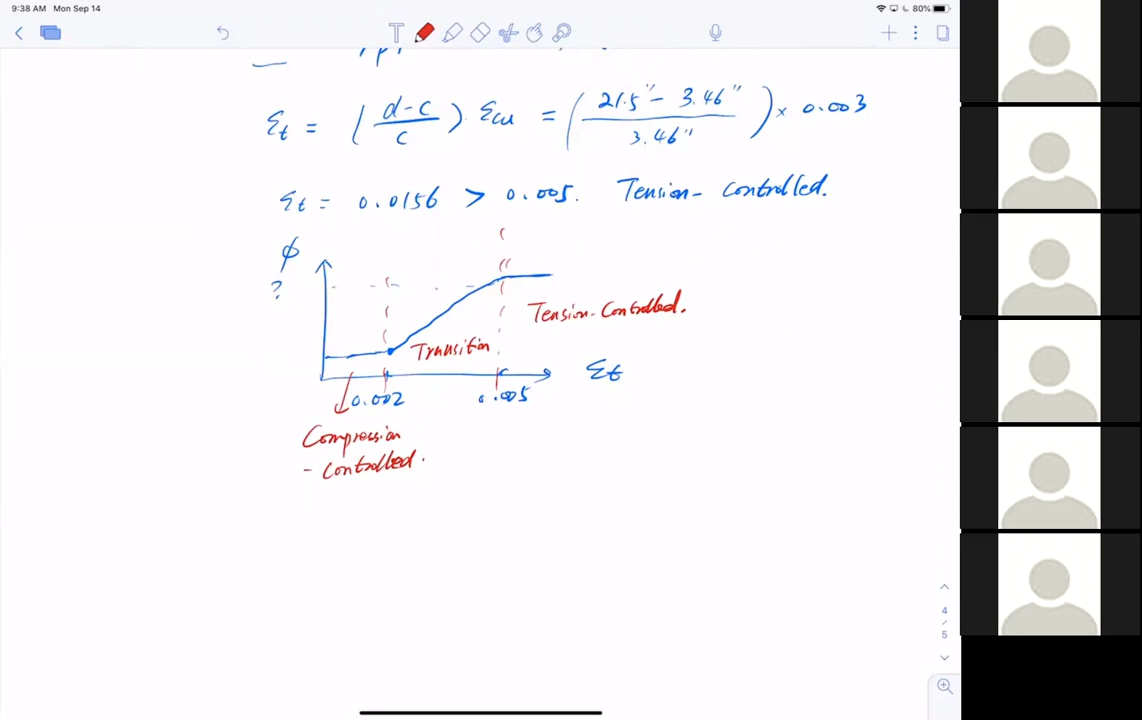 9:38 AM Mon Sep 14
80%
T
εt = (d-c / c) · εcu = (21.5" - 3.46" / 3.46") × 0.003
εt = 0.0156 > 0.005. Tension-Controlled.
ϕ
?
Tension-Controlled.
Transition
εt
0.002
0.005
Compression
- Controlled.
4
/
5